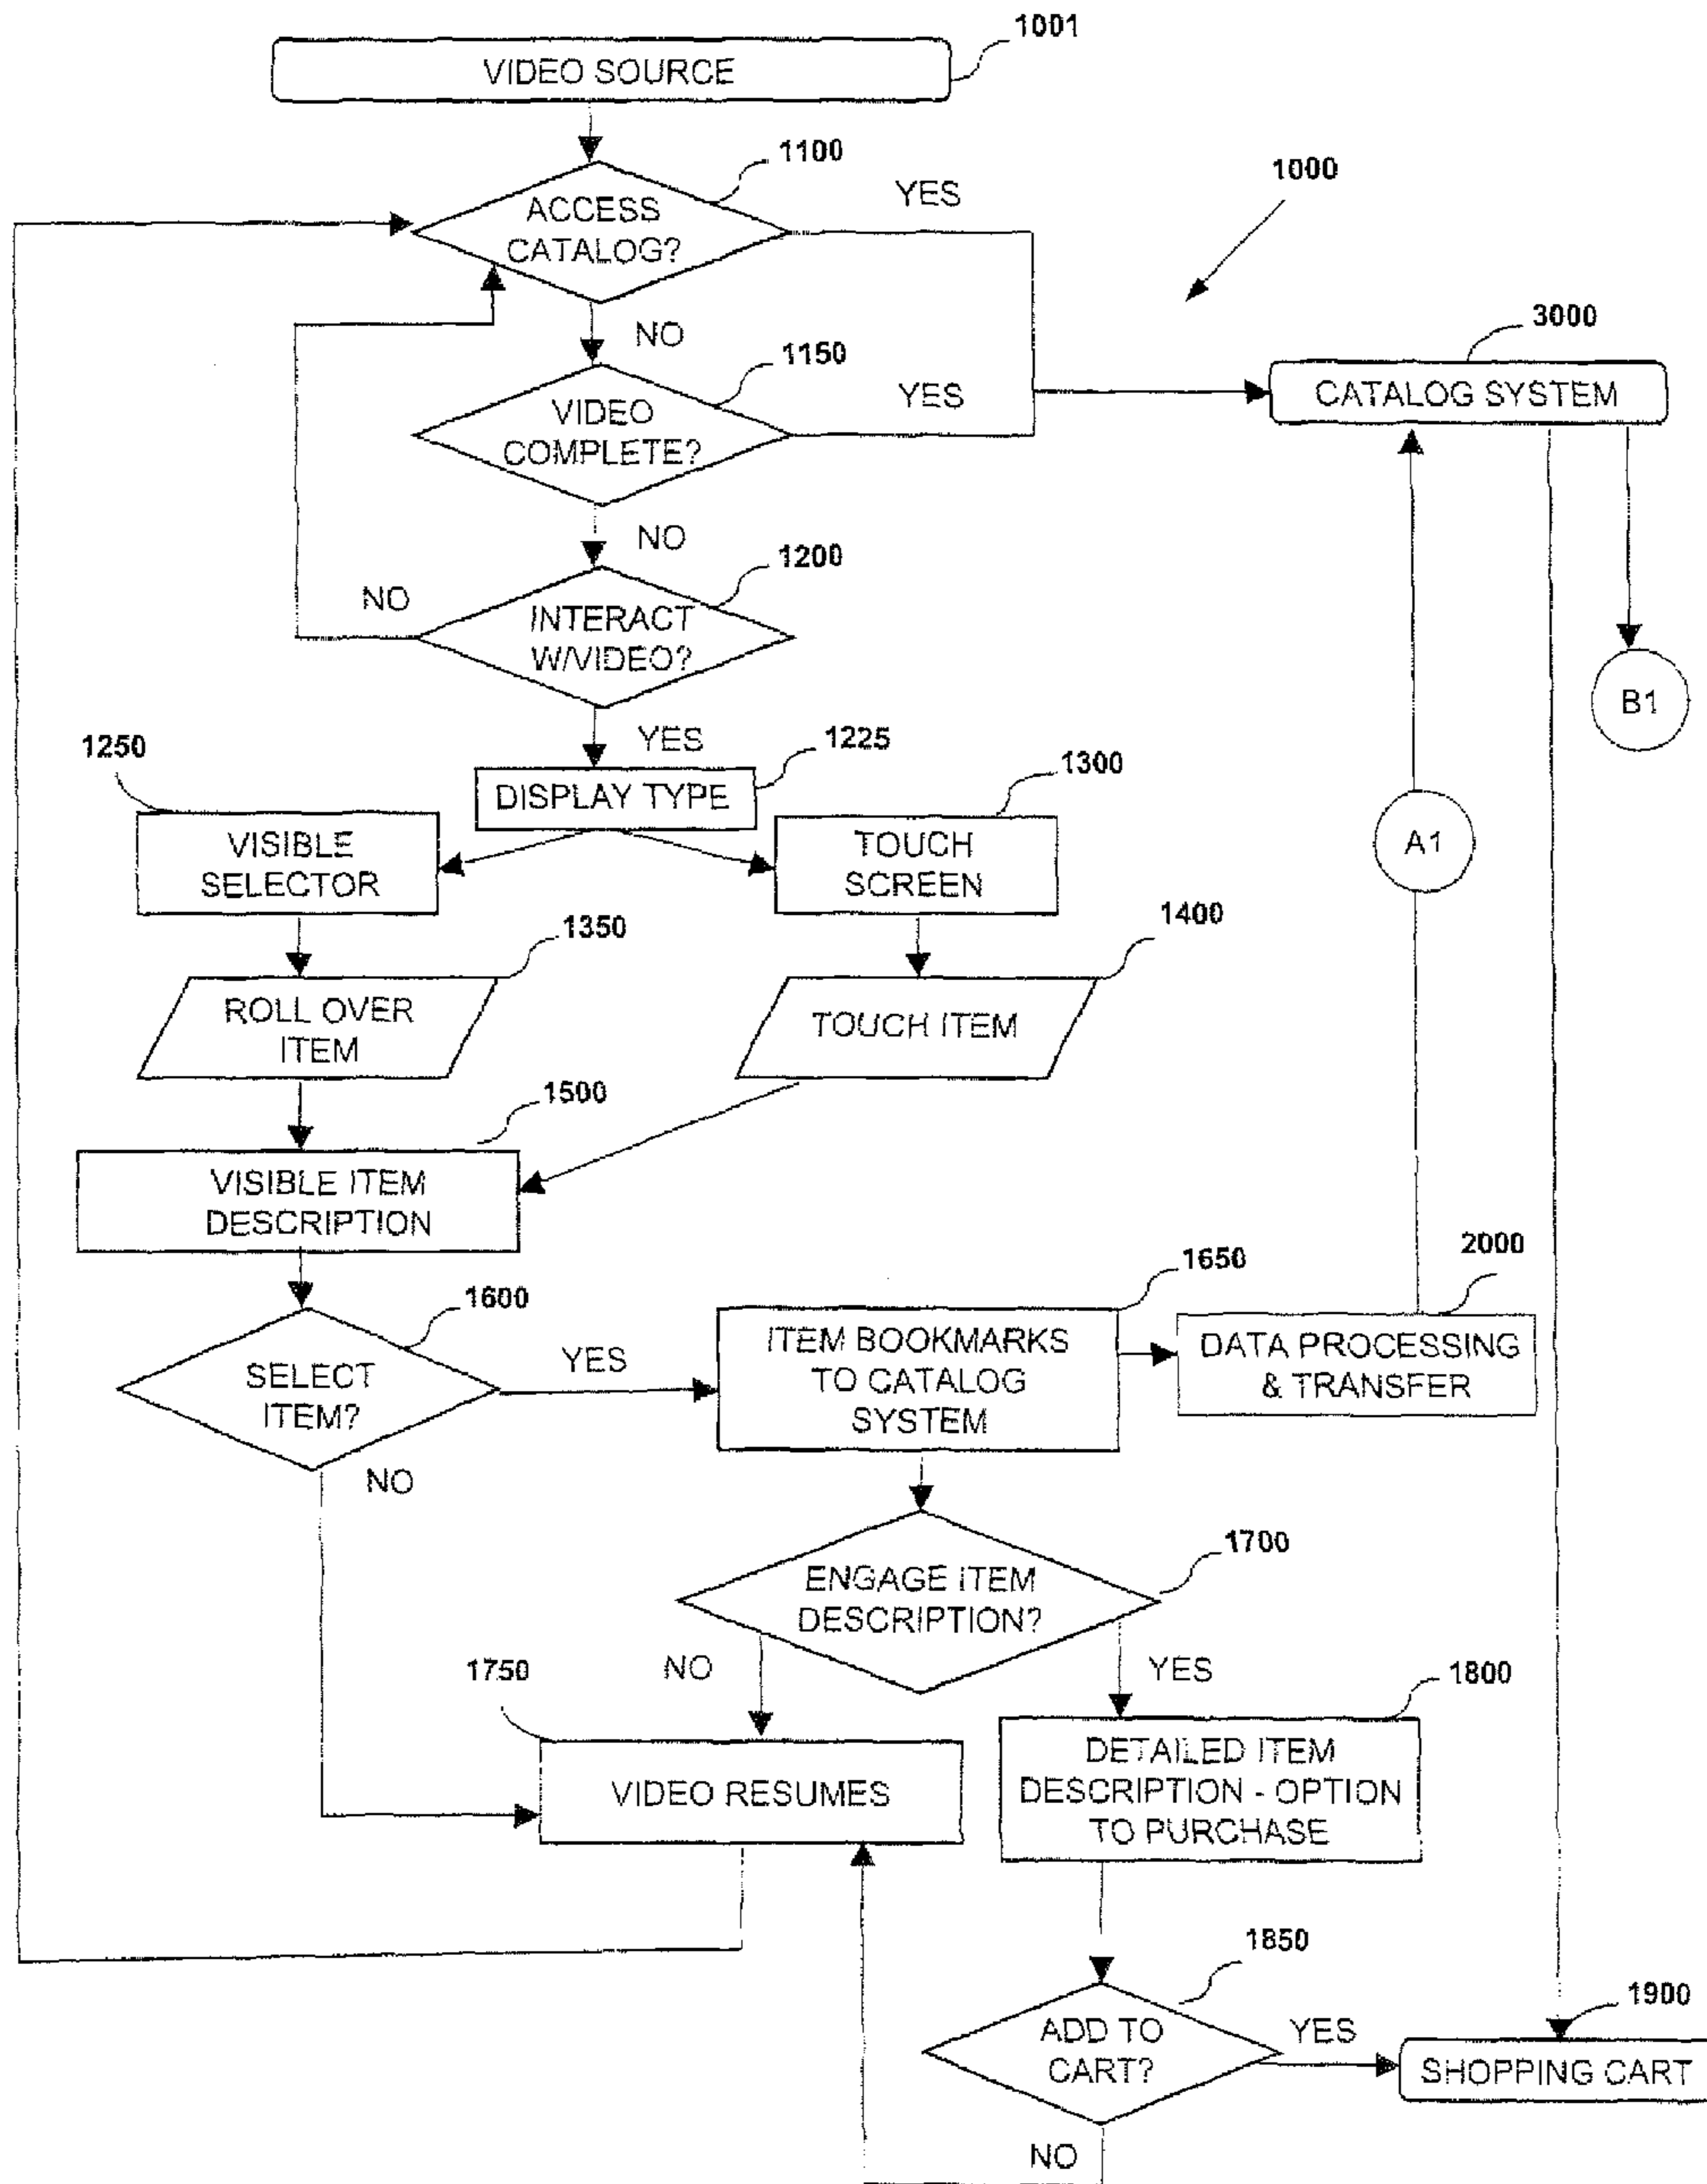 1001
VIDEO SOURCE
1100
YES
ACCESS
CATALOG?
1000
NO
1150
YES
VIDEO
COMPLETE?
3000
CATALOG SYSTEM
NO
1200
NO
INTERACT
W/VIDEO?
B1
YES
1225
1250
DISPLAY TYPE
1300
VISIBLE
SELECTOR
TOUCH
SCREEN
A1
1350
1400
ROLL OVER
ITEM
TOUCH ITEM
1500
VISIBLE ITEM
DESCRIPTION
1600
1650
2000
SELECT
ITEM?
YES
ITEM BOOKMARKS
TO CATALOG
SYSTEM
DATA PROCESSING
& TRANSFER
NO
1700
ENGAGE ITEM
DESCRIPTION?
1750
NO
YES
1800
VIDEO RESUMES
DETAILED ITEM
DESCRIPTION - OPTION
TO PURCHASE
1850
ADD TO
CART?
YES
1900
SHOPPING CART
NO